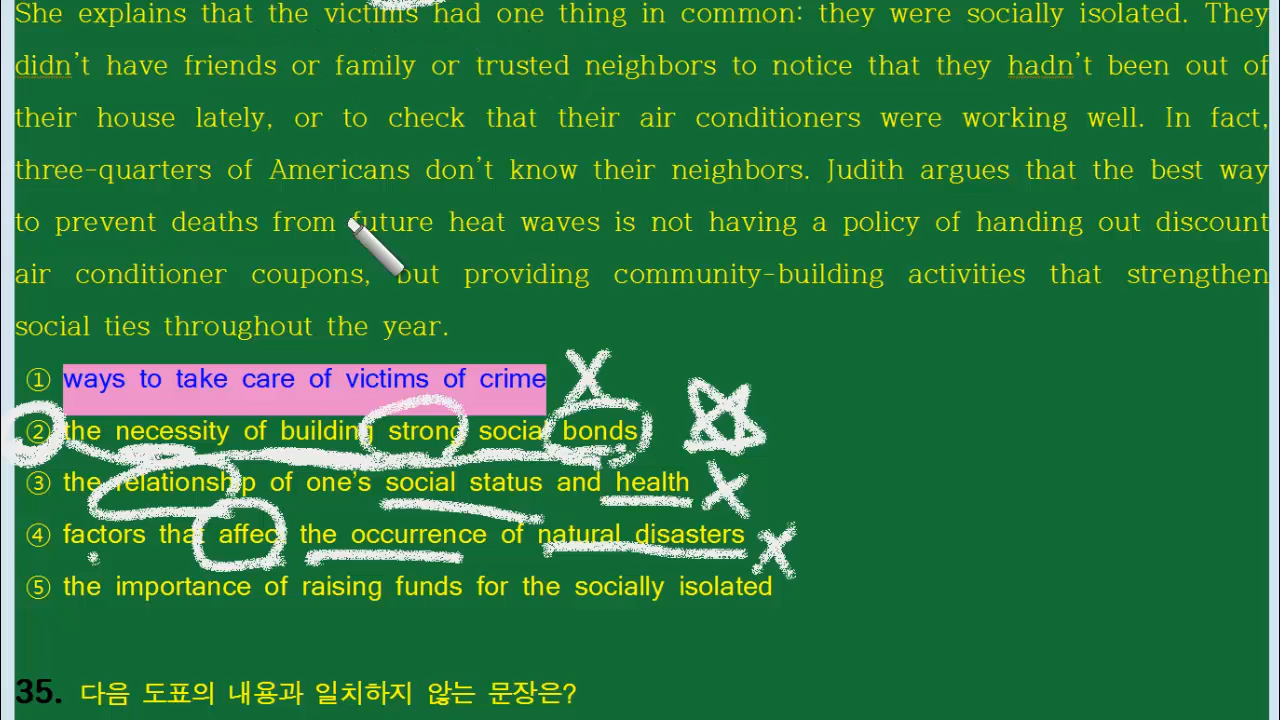 She explains that the victims had one thing in common: they were socially isolated. They
didn't have friends or family or trusted neighbors to notice that they hadn't been out of
their house lately, or to check that their air conditioners were working well. In fact,
three-quarters of Americans don't know their neighbors. Judith argues that the best way
to prevent deaths from future heat waves is not having a policy of handing out discount
air conditioner coupons, but providing community-building activities that strengthen
social ties throughout the year.
① ways to take care of victims of crime X
② the necessity of building strong social bonds
③ the relationship of one's social status and health X
④ factors that affect the occurrence of natural disasters X
⑤ the importance of raising funds for the socially isolated
35. 다음 도표의 내용과 일치하지 않는 문장은?